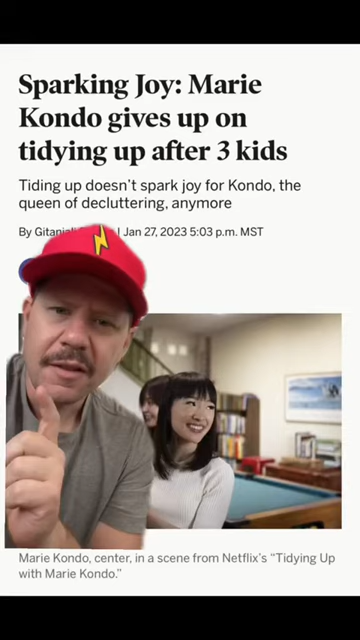 Sparking Joy: Marie
Kondo gives up on
tidying up after 3 kids
Tiding up doesn't spark joy for Kondo, the
queen of decluttering, anymore
By | Jan 27, 2023 5:03 p.m. MST
Marie Kondo, center, in a scene from Netflix's "Tidying Up
with Marie Kondo."